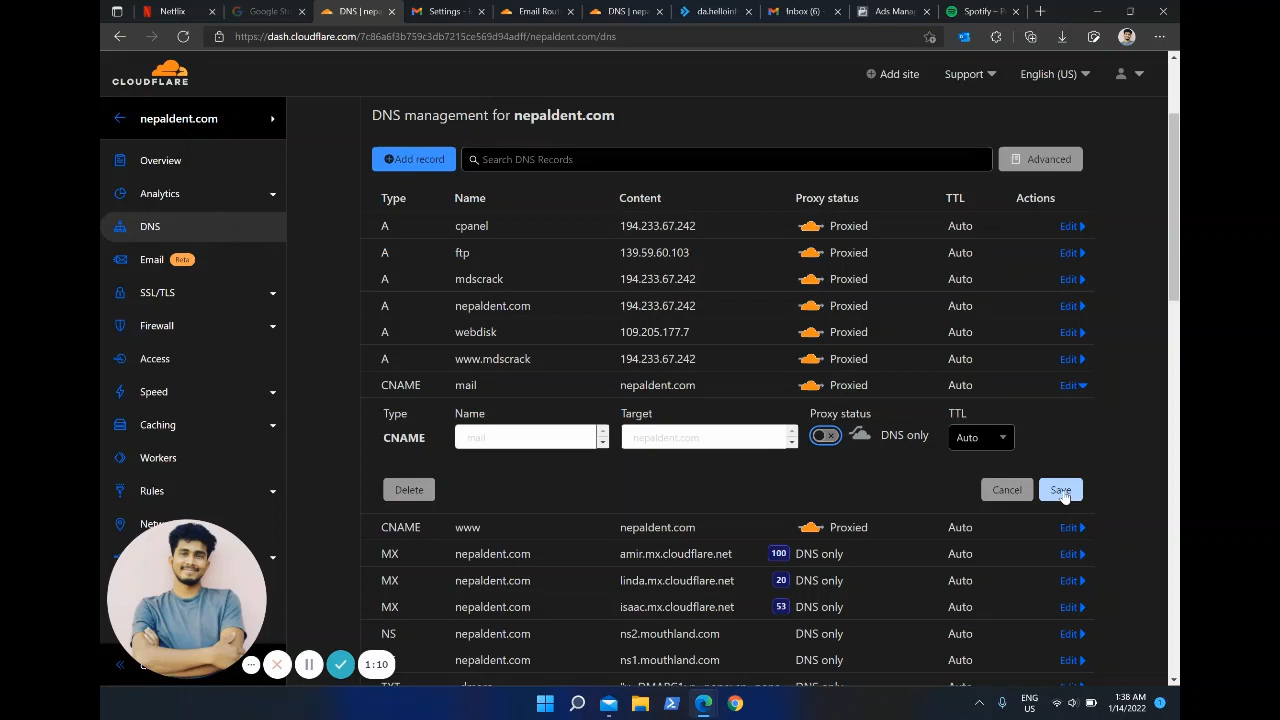 Netflix
Google Stu
DNS | nepa
Settings - i
Email Rou
DNS | nep
da.helloin
Inbox (6)
Ads Mana
Spotify – P
https://dash.cloudflare.com/7c86a6f3b759c3db7215ce569d94adff/nepaldent.com/dns
CLOUDFLARE
Add site
Support
English (US)
nepaldent.com
Overview
Analytics
DNS
Email Beta
SSL/TLS
Firewall
Access
Speed
Caching
Workers
Rules
DNS management for nepaldent.com
Add record
Search DNS Records
Advanced
Type Name Content Proxy status TTL Actions
A cpanel 194.233.67.242 Proxied Auto Edit
A ftp 139.59.60.103 Proxied Auto Edit
A mdscrack 194.233.67.242 Proxied Auto Edit
A nepaldent.com 194.233.67.242 Proxied Auto Edit
A webdisk 109.205.177.7 Proxied Auto Edit
A www.mdscrack 194.233.67.242 Proxied Auto Edit
CNAME mail nepaldent.com Proxied Auto Edit
Type Name Target Proxy status TTL
CNAME mail nepaldent.com DNS only Auto
Delete Cancel Save
CNAME www nepaldent.com Proxied Auto Edit
MX nepaldent.com amir.mx.cloudflare.net 100 DNS only Auto Edit
MX nepaldent.com linda.mx.cloudflare.net 20 DNS only Auto Edit
MX nepaldent.com isaac.mx.cloudflare.net 53 DNS only Auto Edit
NS nepaldent.com ns2.mouthland.com DNS only Auto Edit
nepaldent.com ns1.mouthland.com DNS only Auto Edit
1:10
ENG
US
1:38 AM
1/14/2022
1